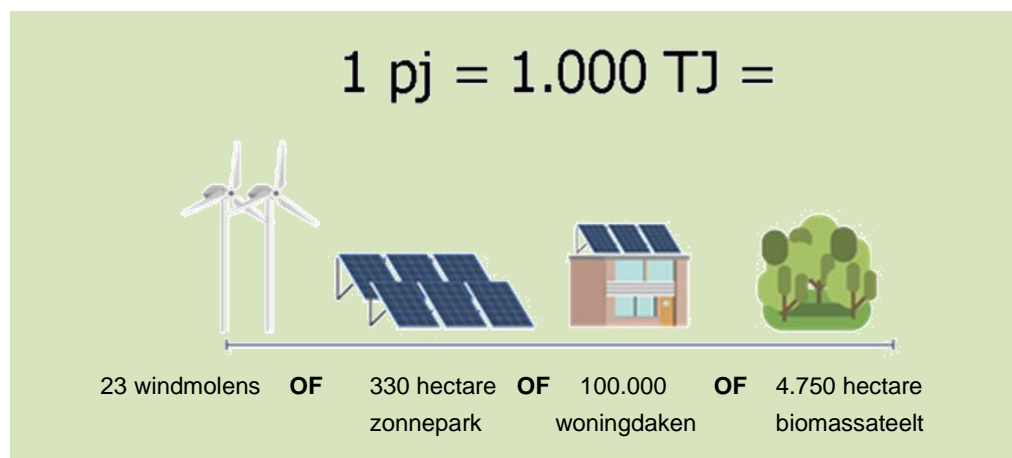 1 pj = 1.000 TJ =
23 windmolens OF 330 hectare OF 100.000 OF 4.750 hectare
zonnepark woningdaken biomassateelt